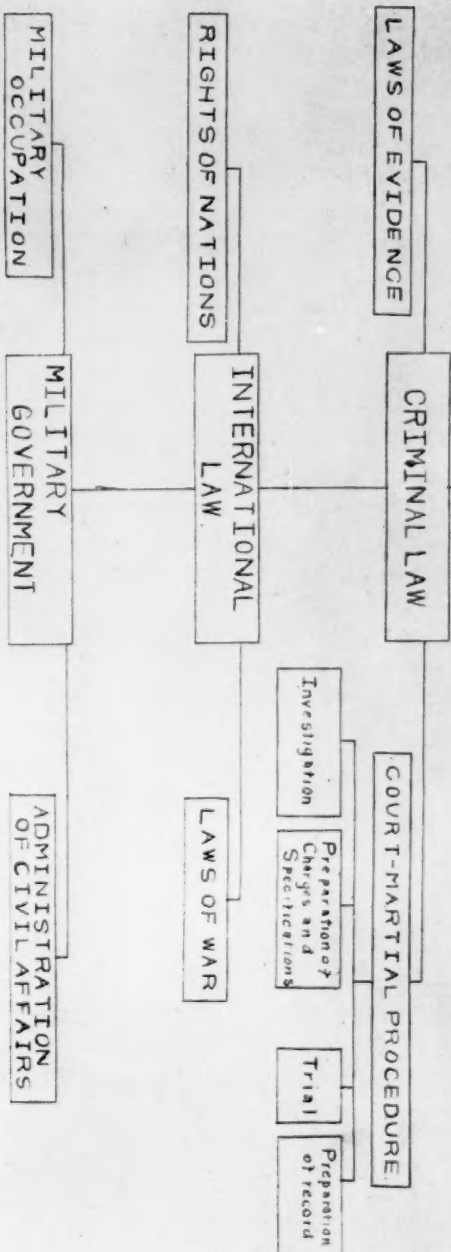 CRIMINAL LAW
LAWS OF EVIDENCE
COURT-MARTIAL PROCEDURE
Investigation
Preparation of
Charges and
Specifications
Trial
Preparation
of record
INTERNATIONAL
LAW
RIGHTS OF NATIONS
LAWS OF WAR
MILITARY
GOVERNMENT
MILITARY
OCCUPATION
ADMINISTRATION
OF CIVIL AFFAIRS